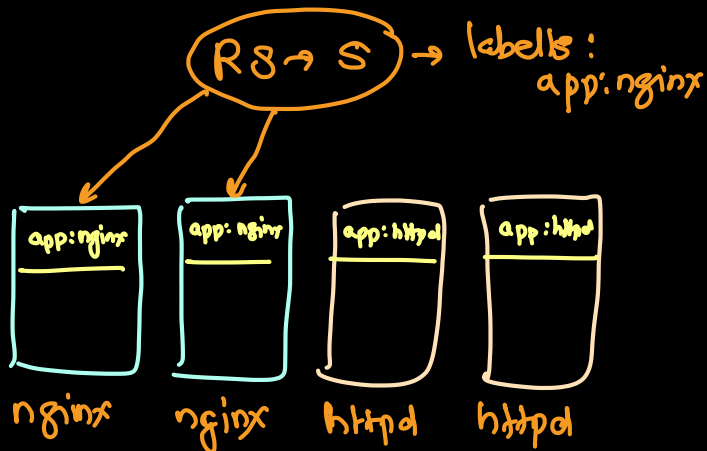 RS → S → labells:
app:nginx
app:nginx
app:nginx
app:httpd
app:httpd
nginx
nginx
httpd
httpd